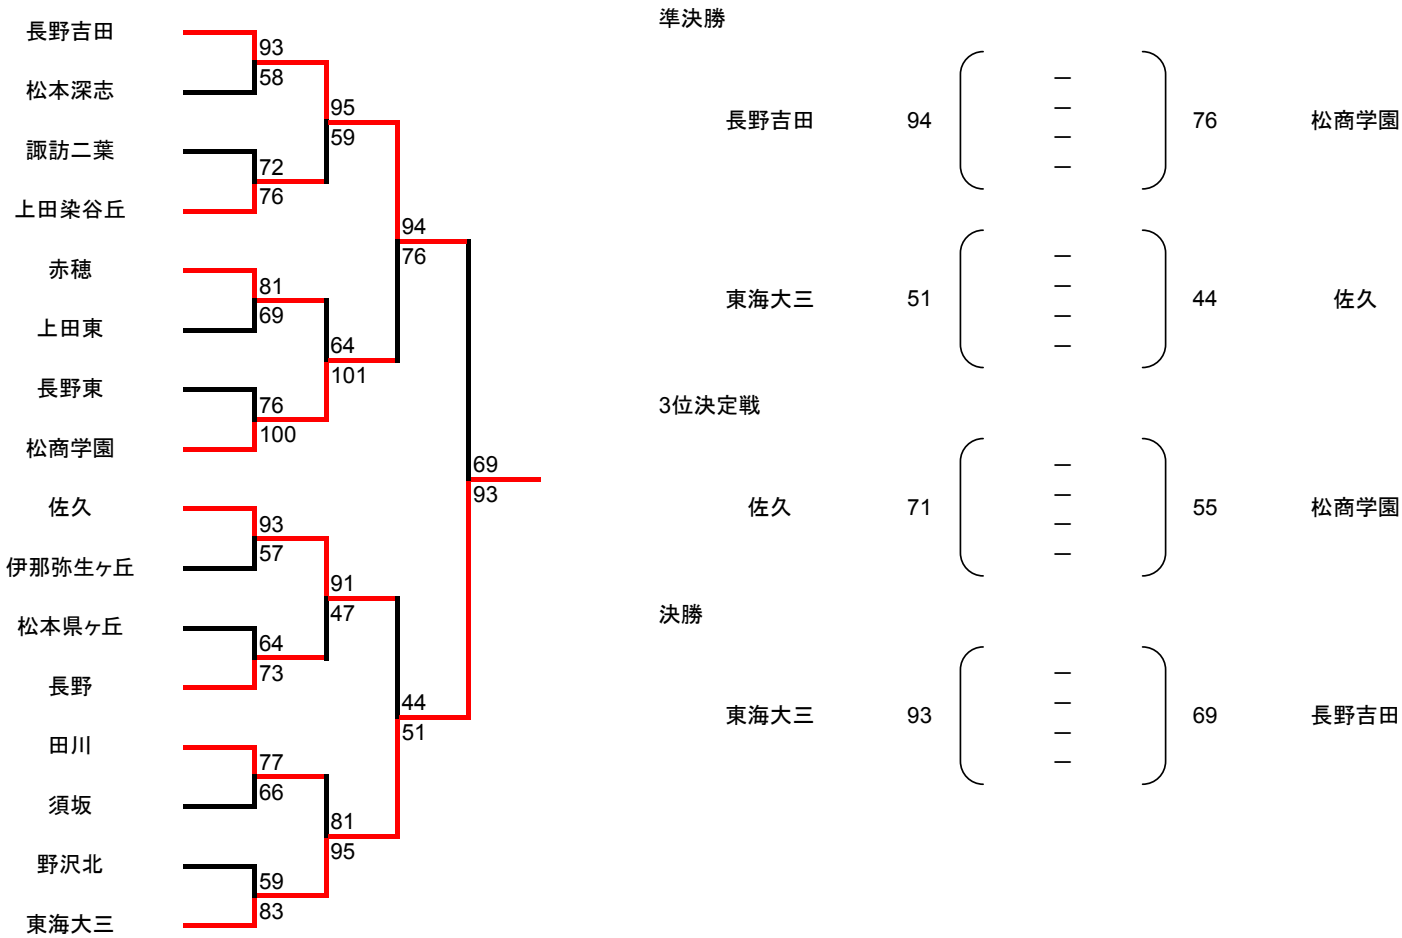 長野吉田
松本深志
諏訪二葉
上田染谷丘
赤穂
上田東
長野東
松商学園
佐久
伊那弥生ヶ丘
松本県ヶ丘
長野
田川
須坂
野沢北
東海大三
93
58
72
76
81
69
76
100
93
57
64
73
77
66
59
83
95
59
64
101
91
47
81
95
94
76
44
51
69
93
準決勝
長野吉田 94 76 松商学園
東海大三 51 44 佐久
3位決定戦
佐久 71 55 松商学園
決勝
東海大三 93 69 長野吉田